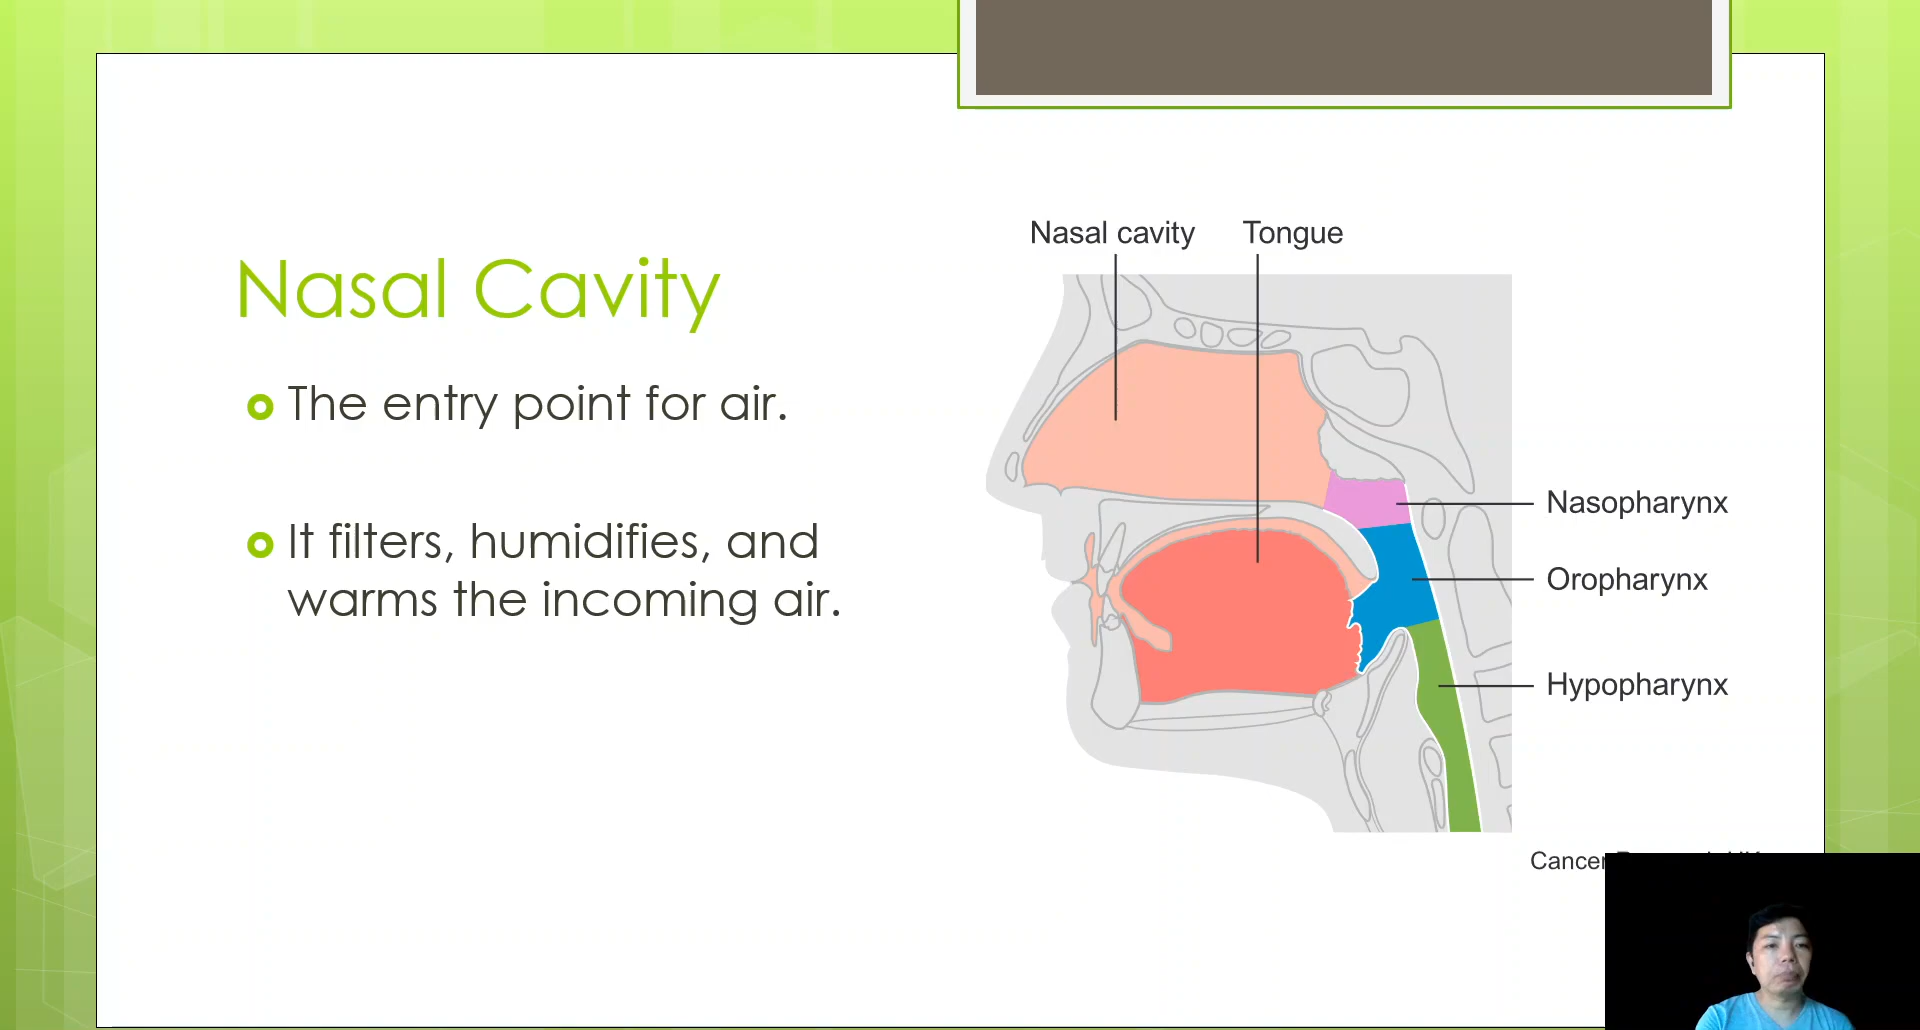 Nasal Cavity
The entry point for air.
It filters, humidifies, and
warms the incoming air.
Nasal cavity
Tongue
Nasopharynx
Oropharynx
Hypopharynx
Cancer